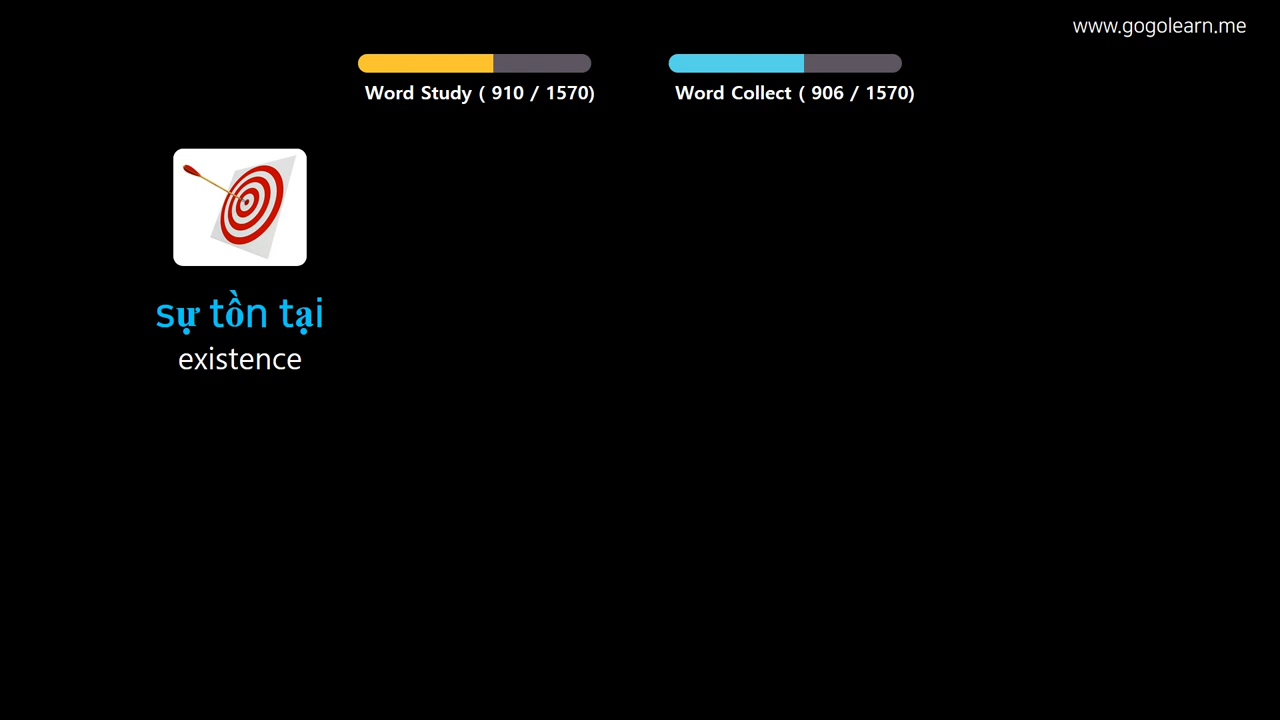 www.gogolearn.me
Word Study ( 910 / 1570)
Word Collect ( 906 / 1570)
sự tồn tại
existence